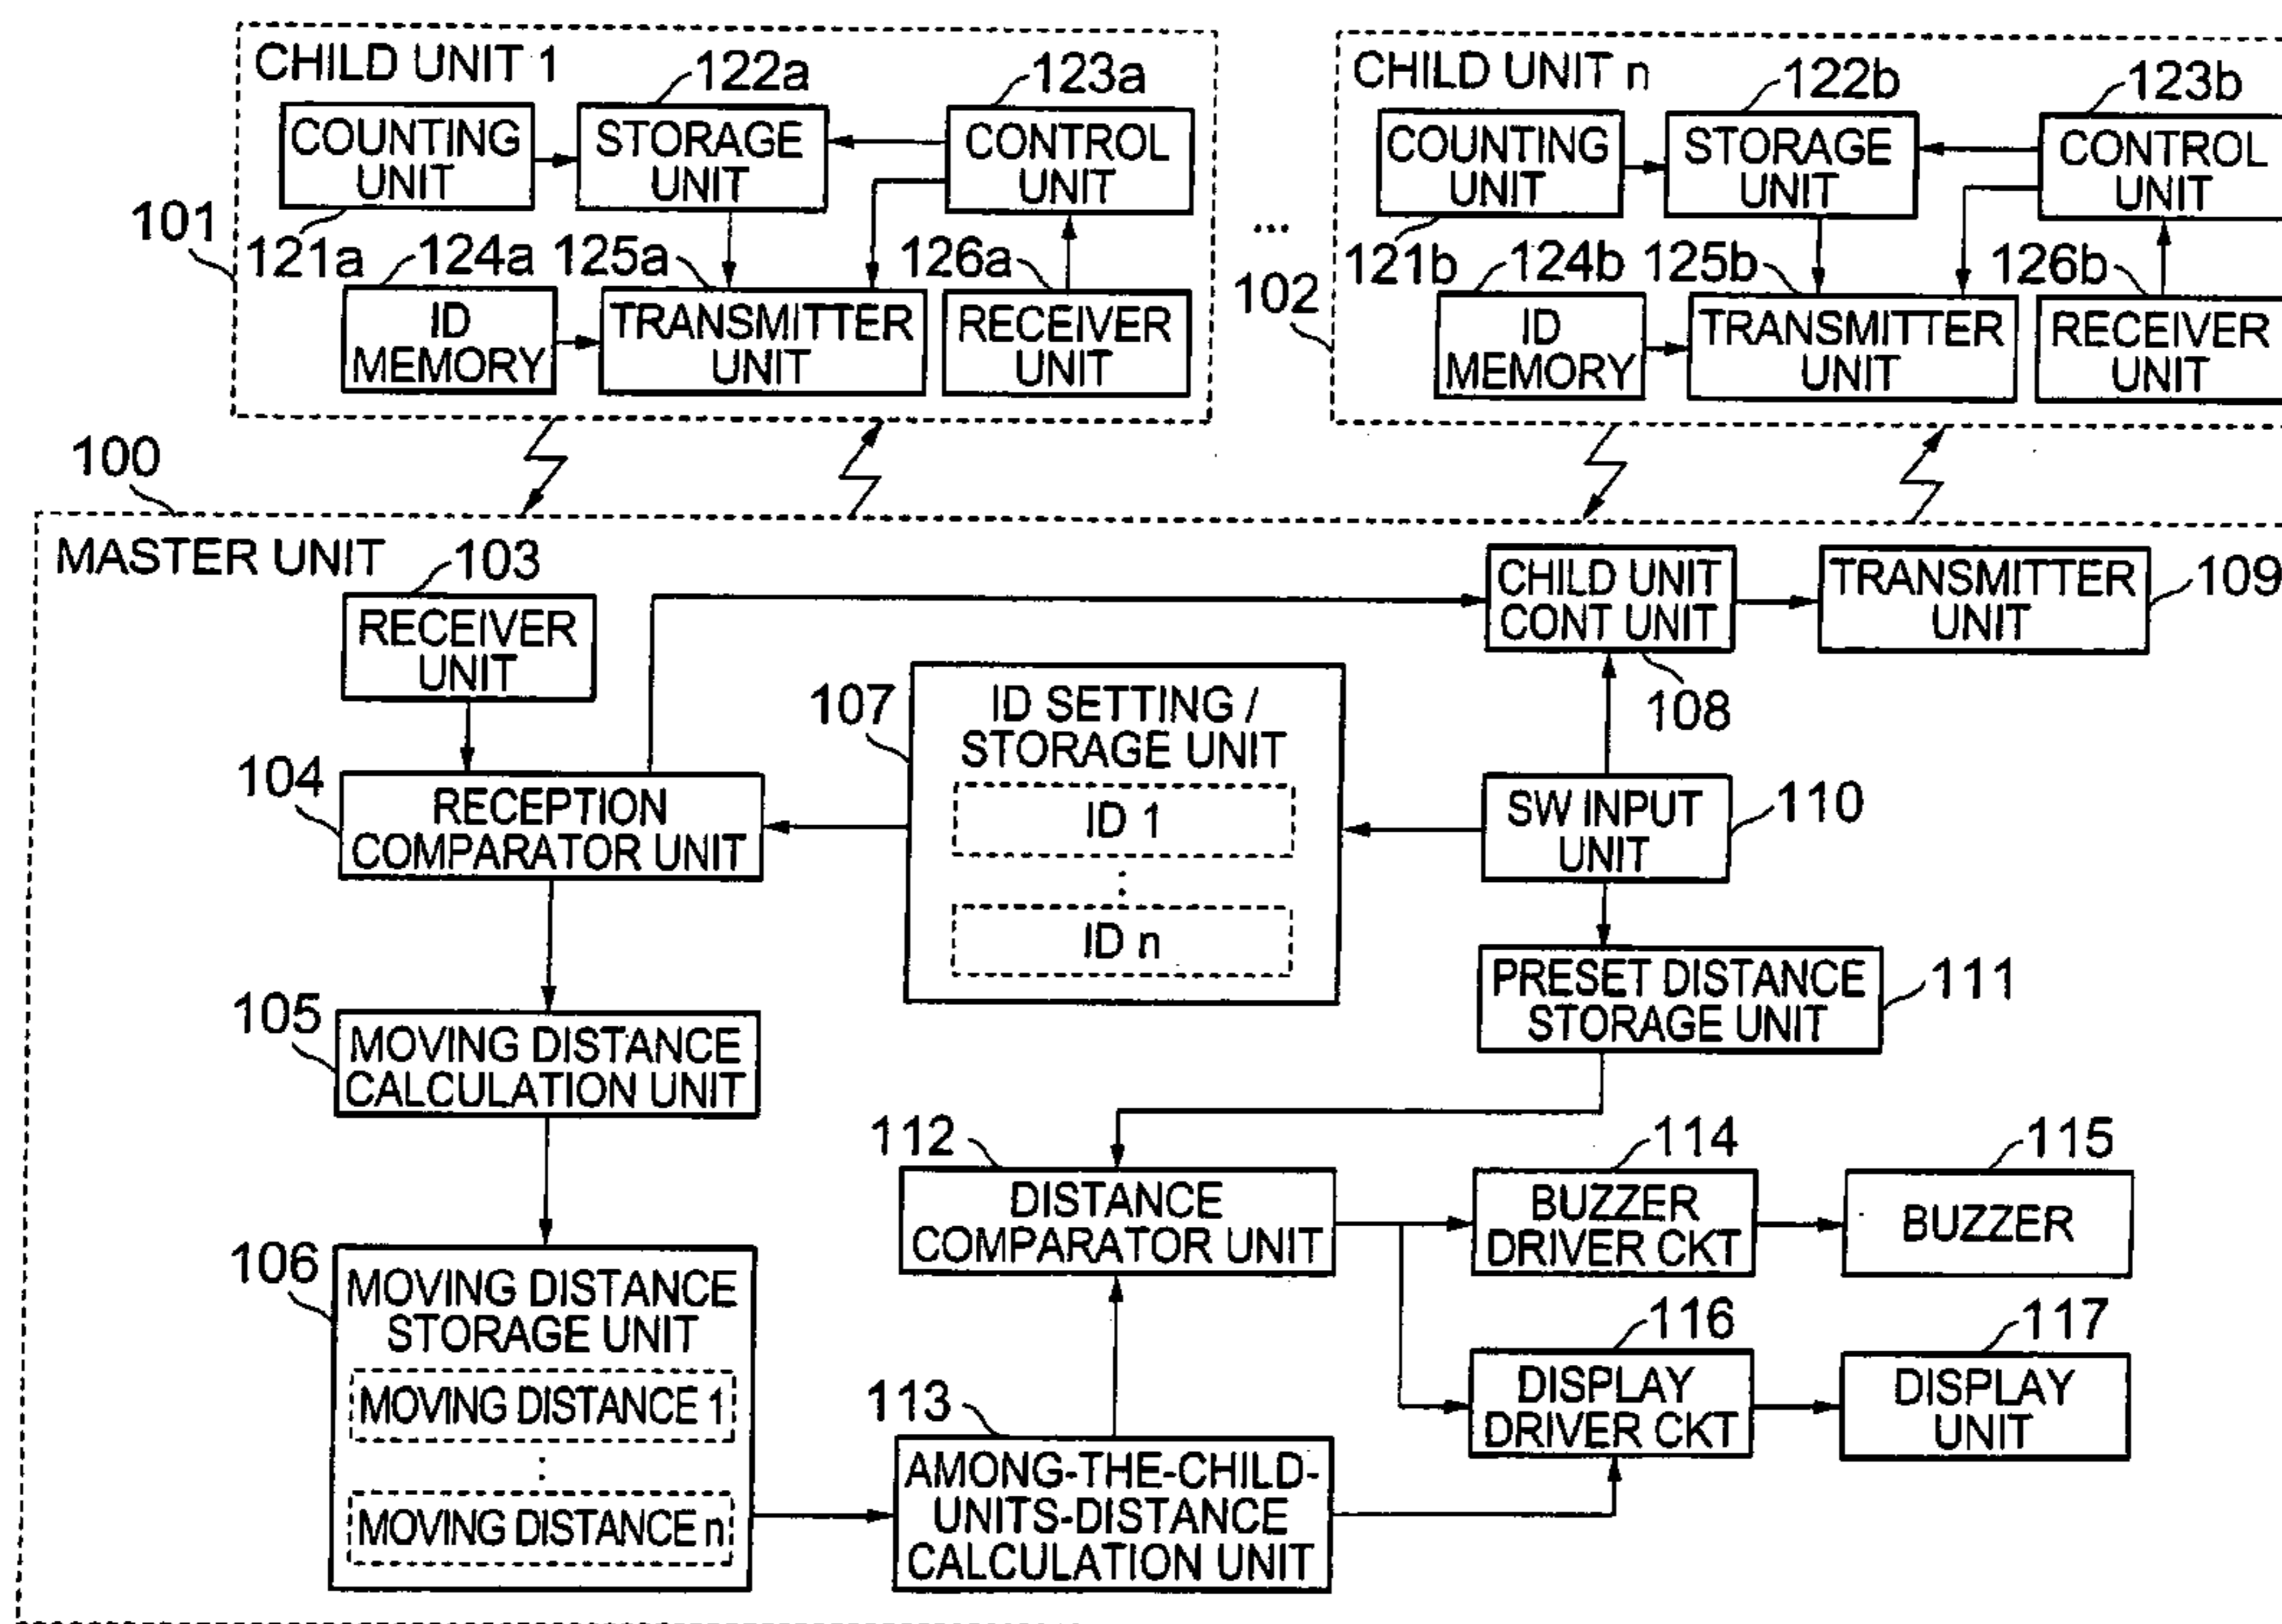 CHILD UNIT 1
122a
123a
COUNTING
UNIT
STORAGE
UNIT
CONTROL
UNIT
101
121a
124a
125a
126a
ID
MEMORY
TRANSMITTER
UNIT
RECEIVER
UNIT
...
CHILD UNIT n
122b
123b
COUNTING
UNIT
STORAGE
UNIT
CONTROL
UNIT
102
121b
124b
125b
126b
ID
MEMORY
TRANSMITTER
UNIT
RECEIVER
UNIT
100
MASTER UNIT
103
RECEIVER
UNIT
CHILD UNIT
CONT UNIT
108
TRANSMITTER
UNIT
109
104
RECEPTION
COMPARATOR UNIT
107
ID SETTING /
STORAGE UNIT
ID 1
:
ID n
SW INPUT
UNIT
110
105
MOVING DISTANCE
CALCULATION UNIT
PRESET DISTANCE
STORAGE UNIT
111
106
MOVING DISTANCE
STORAGE UNIT
MOVING DISTANCE 1
:
MOVING DISTANCE n
112
DISTANCE
COMPARATOR UNIT
114
BUZZER
DRIVER CKT
115
BUZZER
113
AMONG-THE-CHILD-
UNITS-DISTANCE
CALCULATION UNIT
116
DISPLAY
DRIVER CKT
117
DISPLAY
UNIT